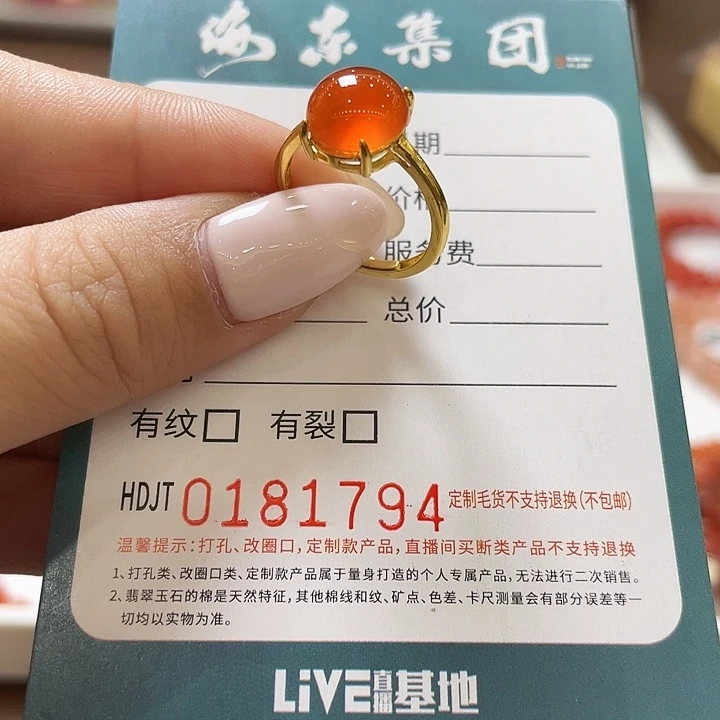 海东集团
期
价格
服务费
总价
有纹□ 有裂□
HDJT 0181794 定制毛货不支持退换(不包邮)
温馨提示:打孔、改圈口,定制款产品,直播间买断类产品不支持退换
1、打孔类、改圈口类、定制款产品属于量身打造的个人专属产品,无法进行二次销售。
2、翡翠玉石的棉是天然特征,其他棉线和纹、矿点、色差、卡尺测量会有部分误差等一
切均以实物为准。
LIVE直播基地